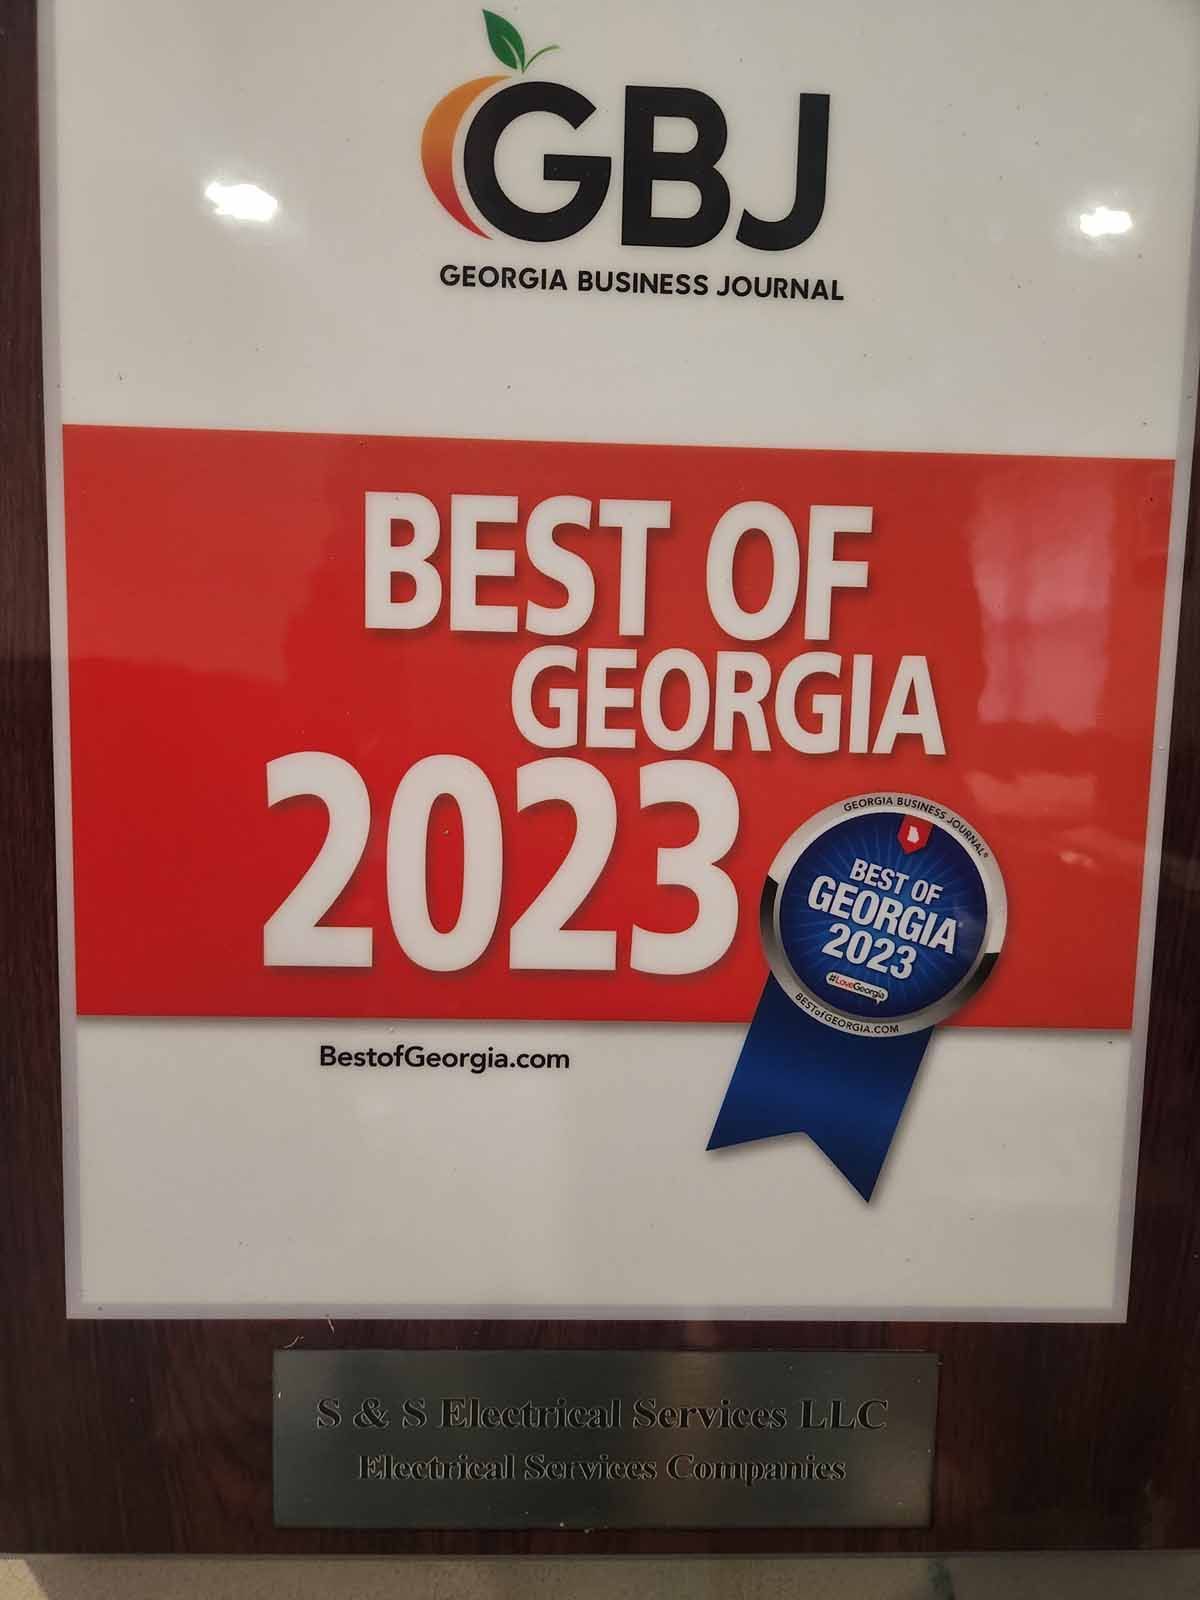 GBJ
GEORGIA BUSINESS JOURNAL
BEST OF
GEORGIA
2023
GEORGIA BUSINESS JOURNAL®
BEST OF
GEORGIA®
2023
#LoveGeorgia
BESTofGEORGIA.COM
BestofGeorgia.com
S & S Electrical Services LLC
Electrical Services Companies